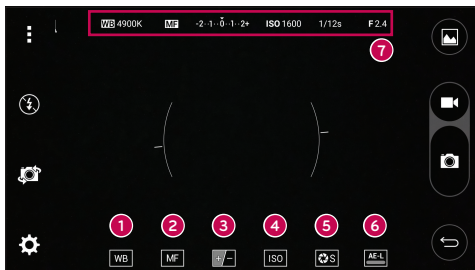 WB 4900K MF -2··1··0··1··2+ ISO 1600 1/12s F 2.4
7
1 2 3 4 5 6
WB MF +/- ISO S AE-L